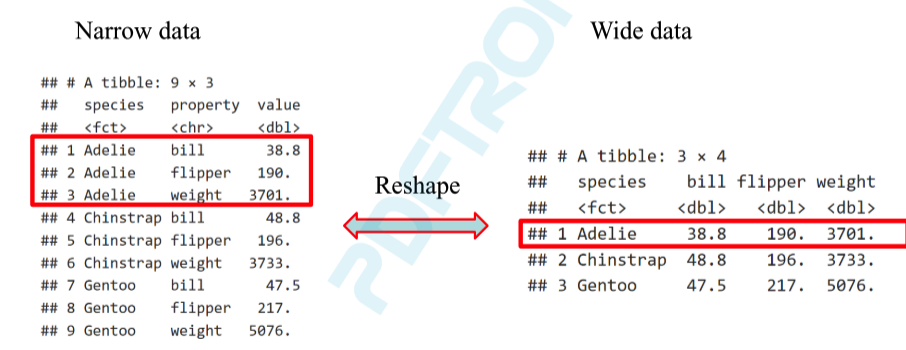 Narrow data
## # A tibble: 9 × 3
##   species   property  value
##   <fct>     <chr>     <dbl>
## 1 Adelie    bill       38.8
## 2 Adelie    flipper   190.
## 3 Adelie    weight   3701.
## 4 Chinstrap bill       48.8
## 5 Chinstrap flipper   196.
## 6 Chinstrap weight   3733.
## 7 Gentoo    bill       47.5
## 8 Gentoo    flipper   217.
## 9 Gentoo    weight   5076.
Reshape
Wide data
## # A tibble: 3 × 4
##   species    bill flipper weight
##   <fct>     <dbl>   <dbl>  <dbl>
## 1 Adelie     38.8    190.  3701.
## 2 Chinstrap  48.8    196.  3733.
## 3 Gentoo     47.5    217.  5076.
PDFTRON